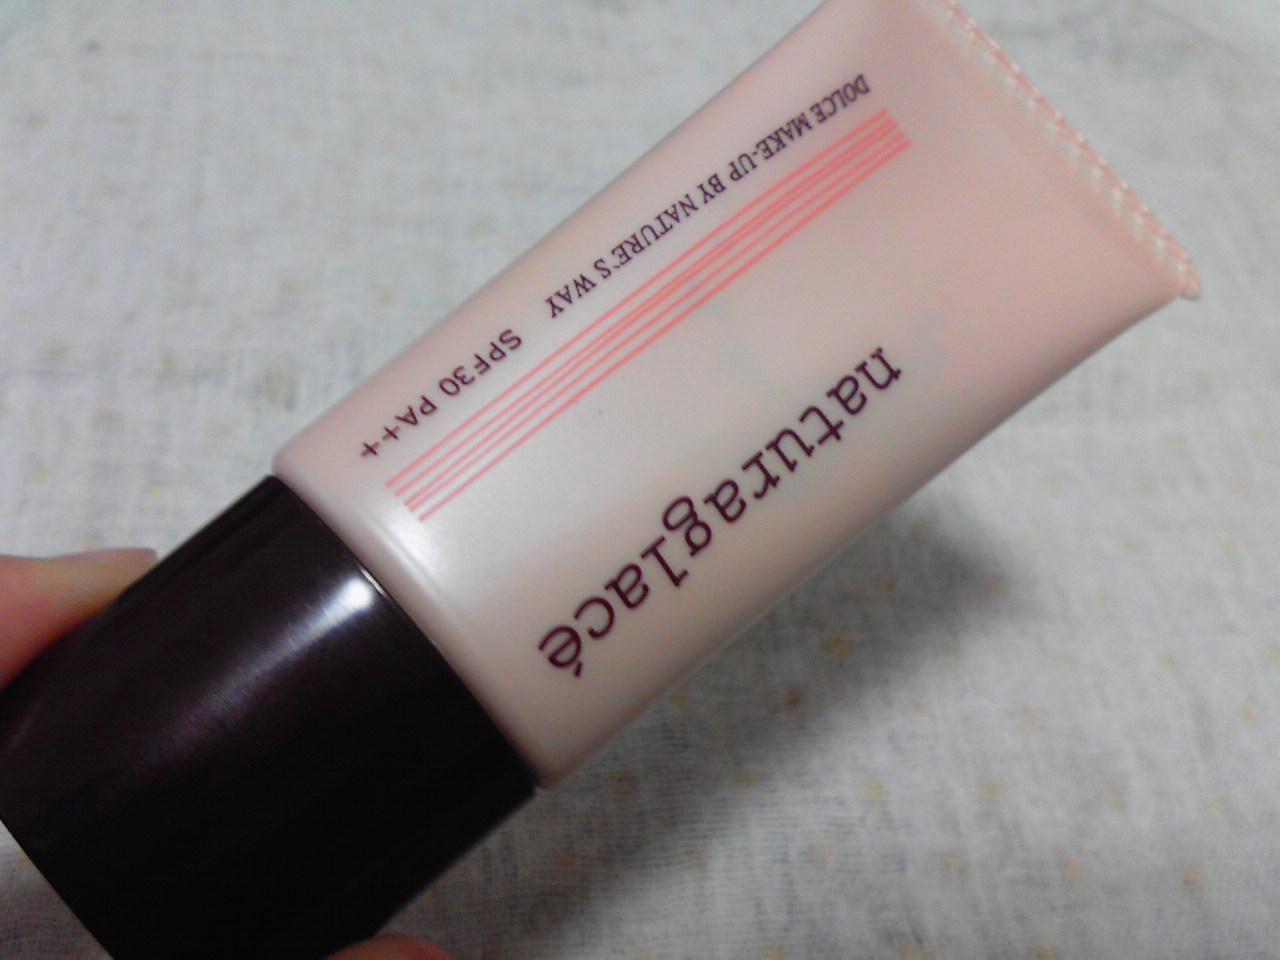 naturaglacé
DOLCE MAKE-UP BY NATURE'S WAY SPF30 PA++